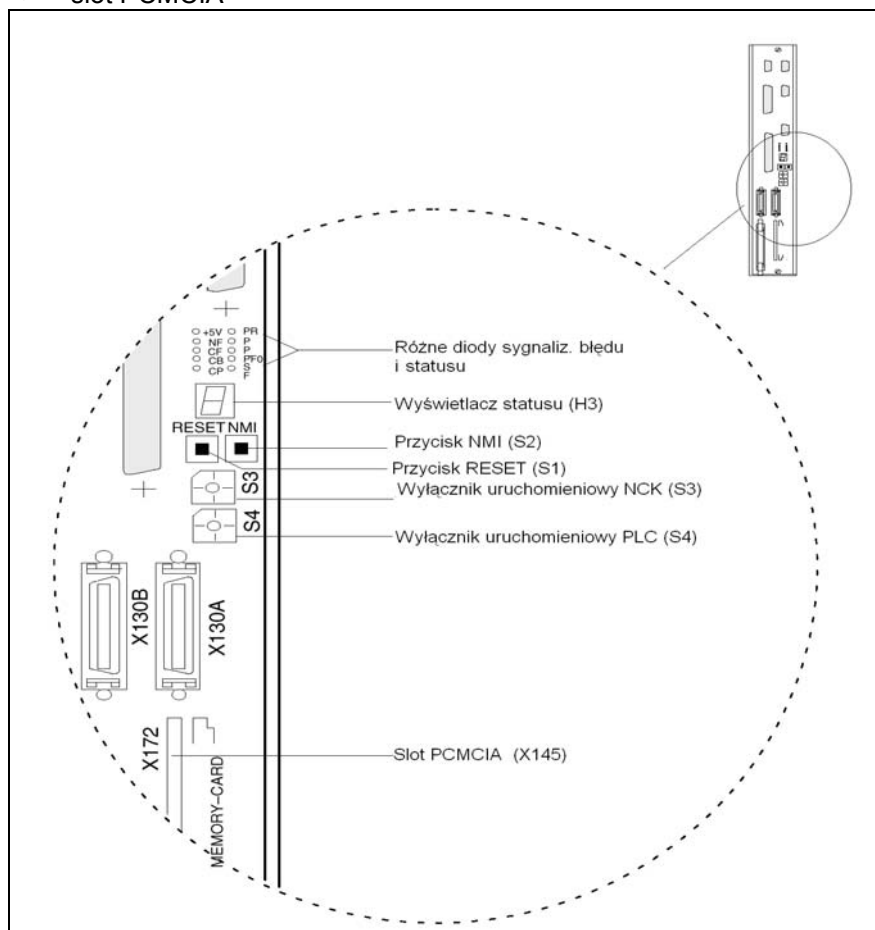 slot PCMCIA
+5V PR
NF P
CF P
CB PFO
CP S
F
Różne diody sygnaliz. błędu
i statusu
Wyświetlacz statusu (H3)
RESET NMI
Przycisk NMI (S2)
Przycisk RESET (S1)
S3
Wyłącznik uruchomieniowy NCK (S3)
S4
Wyłącznik uruchomieniowy PLC (S4)
X130B
X130A
X172
Slot PCMCIA (X145)
MEMORY-CARD